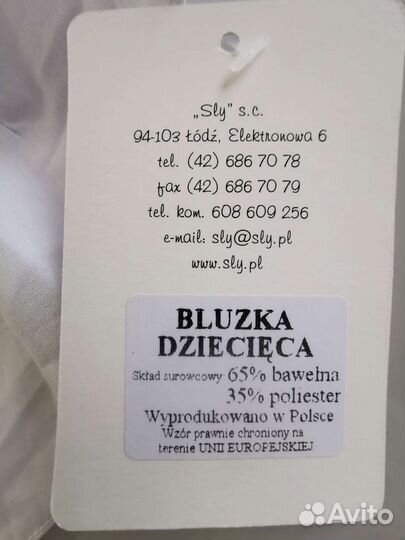 „Sly” s.c.
94-103 Łódź, Elektronowa 6
tel. (42) 686 70 78
fax (42) 686 70 79
tel. kom. 608 609 256
e-mail: sly@sly.pl
www.sly.pl
BLUZKA
DZIECIĘCA
Skład surowcowy 65% bawełna
35% poliester
Wyprodukowano w Polsce
Wzór prawnie chroniony na
terenie UNII EUROPEJSKIEJ
Avito